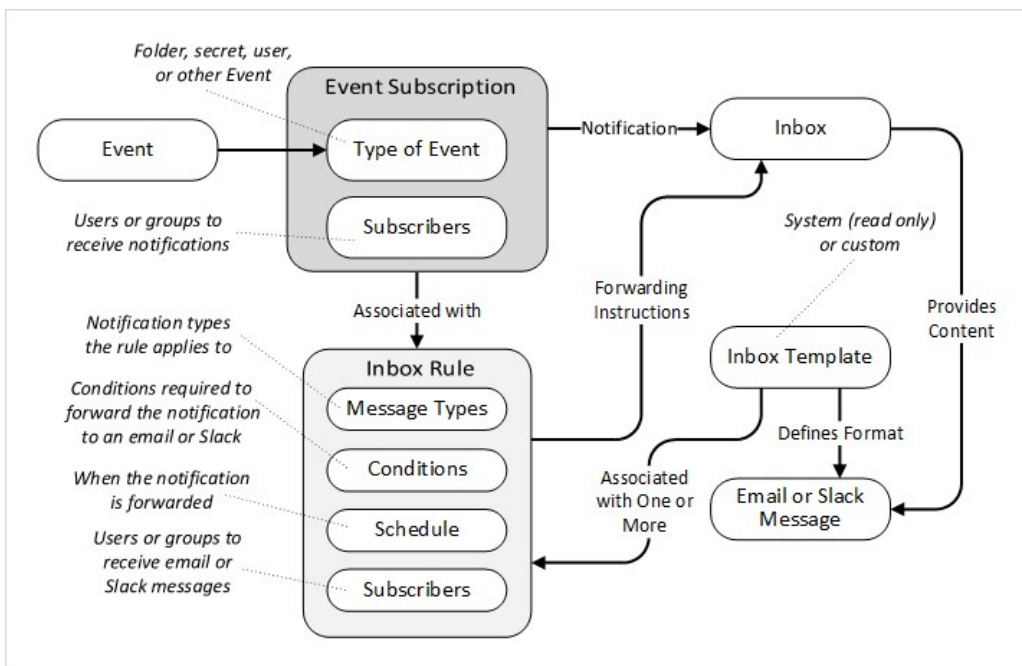 Folder, secret, user,
or other Event
Event Subscription
Event
Type of Event
Notification
Inbox
Users or groups to
receive notifications
Subscribers
System (read only)
or custom
Associated with
Forwarding
Instructions
Provides
Content
Notification types
the rule applies to
Inbox Rule
Inbox Template
Message Types
Conditions required to
forward the notification
to an email or Slack
Conditions
Defines Format
Associated
with One or
More
When the notification
is forwarded
Schedule
Email or Slack
Message
Users or groups to
receive email or
Slack messages
Subscribers